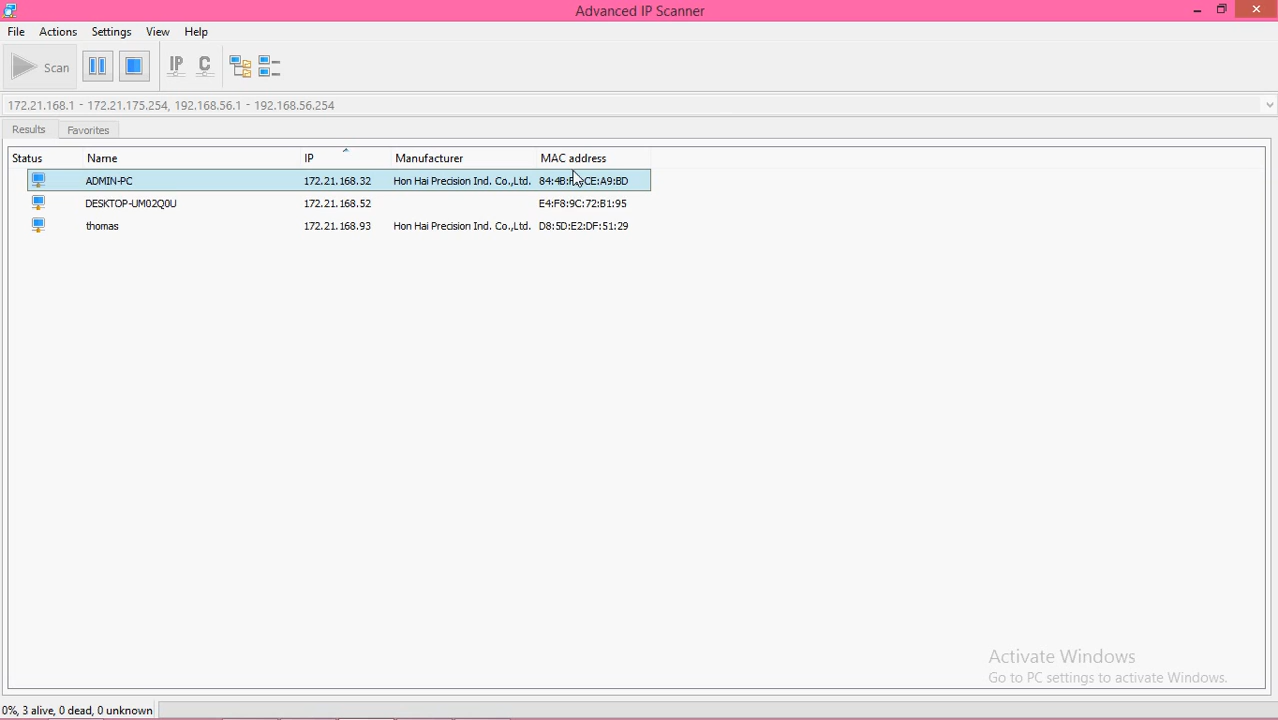 Advanced IP Scanner
File Actions Settings View Help
Scan IP C
172.21.168.1 - 172.21.175.254, 192.168.56.1 - 192.168.56.254
Results Favorites
Status Name IP Manufacturer MAC address
ADMIN-PC 172.21.168.32 Hon Hai Precision Ind. Co.,Ltd.
DESKTOP-UM02Q0U 172.21.168.52 E4:F8:9C:72:B1:95
thomas 172.21.168.93 Hon Hai Precision Ind. Co.,Ltd. D8:5D:E2:DF:51:29
Activate Windows
Go to PC settings to activate Windows.
0%, 3 alive, 0 dead, 0 unknown